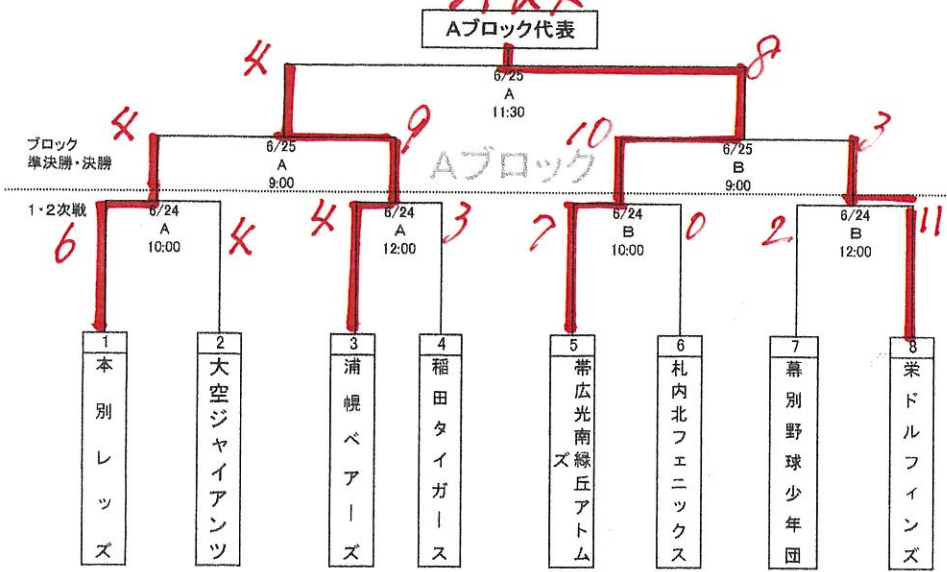 Aブロック代表
4
8
6/25
A
11:30
4
9
10
3
ブロック
準決勝・決勝
6/25
A
9:00
Aブロック
6/25
B
9:00
1・2次戦
6
6/24
A
10:00
4
4
6/24
A
12:00
3
7
6/24
B
10:00
0
2
6/24
B
12:00
11
1
本別レッズ
2
大空ジャイアンツ
3
浦幌ベアーズ
4
稲田タイガース
5
帯広光南緑丘アトム
ズ
6
札内北フェニックス
7
幕別野球少年団
8
栄ドルフィンズ